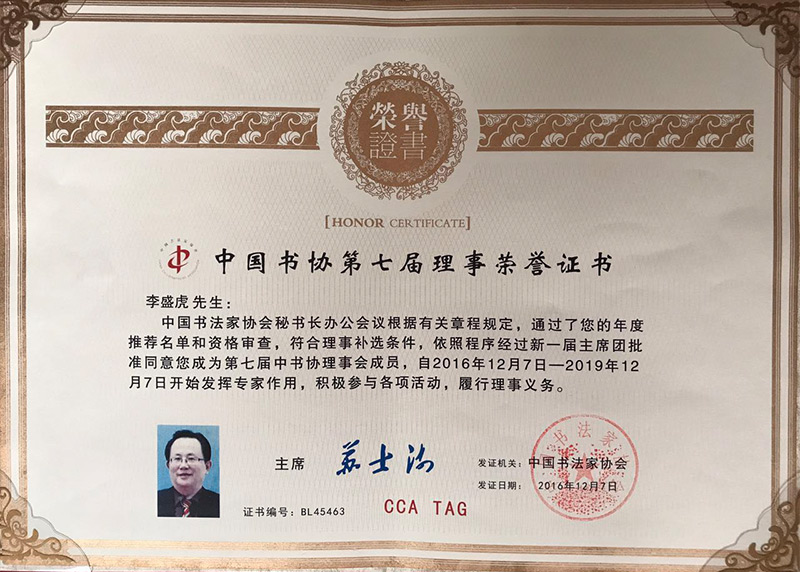 榮譽
證書
[HONOR CERTIFICATE]
中国书协第七届理事荣誉证书
李盛虎 先生：
中国书法家协会秘书长办公会议根据有关章程规定，通过了您的年度
推荐名单和资格审查，符合理事补选条件，依照程序经过新一届主席团批
准同意您成为第七届中书协理事会成员，自2016年12月7日—2019年12
月7日开始发挥专家作用，积极参与各项活动，履行理事义务。
主席 苏士澍
发证机关：中国书法家协会
发证日期： 2016年12月7日
证书编号：BL45463
CCA TAG
书法家